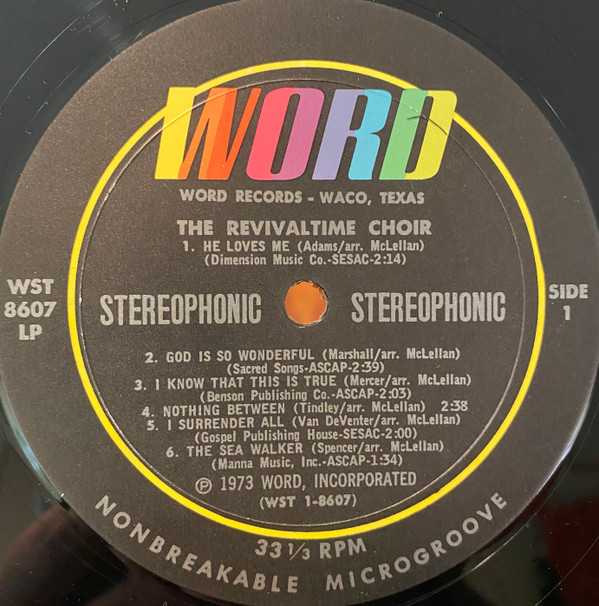 WORD
WORD RECORDS - WACO, TEXAS
THE REVIVALTIME CHOIR
1. HE LOVES ME (Adams/arr. McLellan)
(Dimension Music Co.-SESAC-2:14)
WST
8607
LP
STEREOPHONIC STEREOPHONIC
SIDE
1
2. GOD IS SO WONDERFUL (Marshall/arr. McLellan)
(Sacred Songs-ASCAP-2:39)
3. I KNOW THAT THIS IS TRUE (Mercer/arr. McLellan)
(Benson Publishing Co.-ASCAP-2:03)
4. NOTHING BETWEEN (Tindley/arr. McLellan) 2:38
5. I SURRENDER ALL (Van DeVenter/arr. McLellan)
(Gospel Publishing House-SESAC-2:00)
6. THE SEA WALKER (Spencer/arr. McLellan)
(Manna Music, Inc.-ASCAP-1:34)
℗ 1973 WORD, INCORPORATED
(WST 1-8607)
33 1/3 RPM
NONBREAKABLE MICROGROOVE